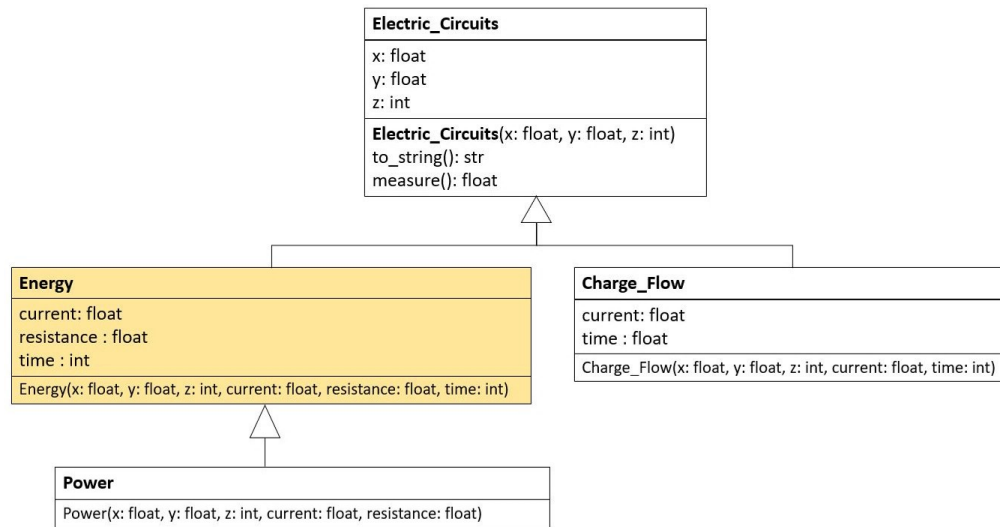 Electric_Circuits
x: float
y: float
z: int
Electric_Circuits(x: float, y: float, z: int)
to_string(): str
measure(): float
Energy
current: float
resistance : float
time : int
Energy(x: float, y: float, z: int, current: float, resistance: float, time: int)
Charge_Flow
current: float
time : float
Charge_Flow(x: float, y: float, z: int, current: float, time: int)
Power
Power(x: float, y: float, z: int, current: float, resistance: float)